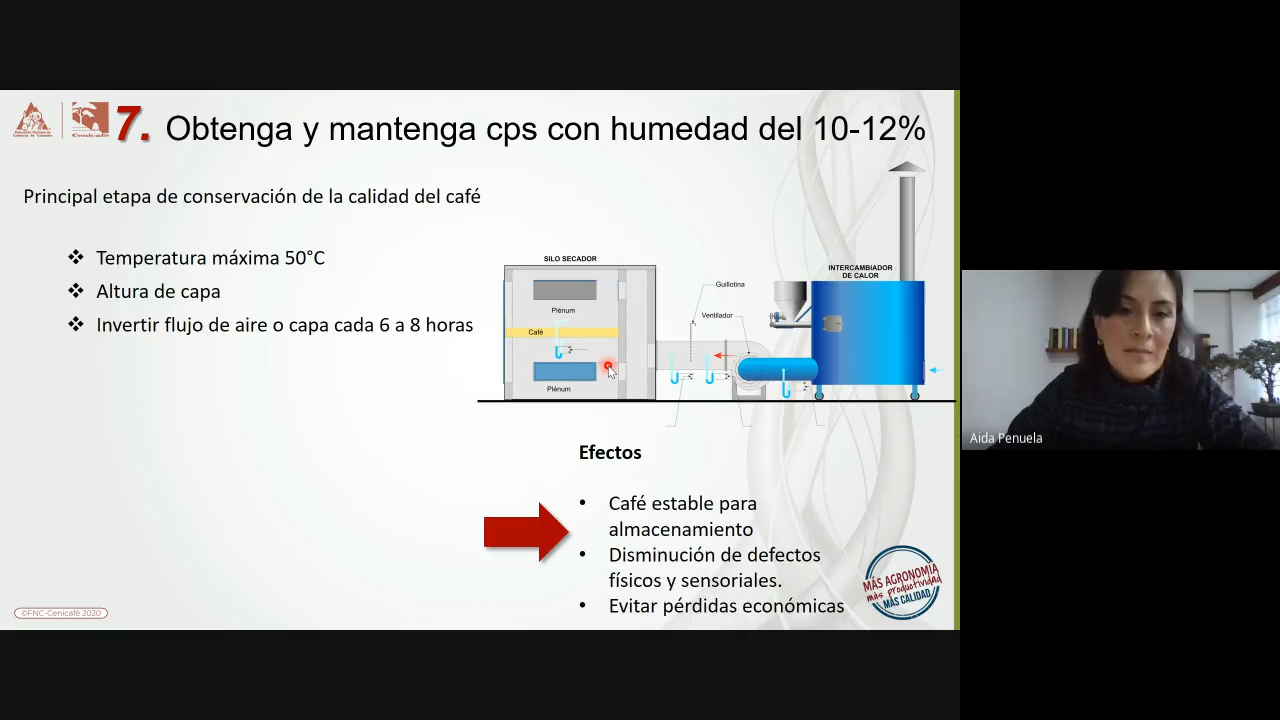 7. Obtenga y mantenga cps con humedad del 10-12%
Cenicafé
Principal etapa de conservación de la calidad del café
❖ Temperatura máxima 50°C
❖ Altura de capa
❖ Invertir flujo de aire o capa cada 6 a 8 horas
SILO SECADOR
Plénum
Café
Plénum
Guillotina
Ventilador
INTERCAMBIADOR
DE CALOR
Efectos
• Café estable para
almacenamiento
• Disminución de defectos
físicos y sensoriales.
• Evitar pérdidas económicas
MÁS AGRONOMÍA
más productividad
MÁS CALIDAD
©FNC-Cenicafé 2020
Aida Penuela